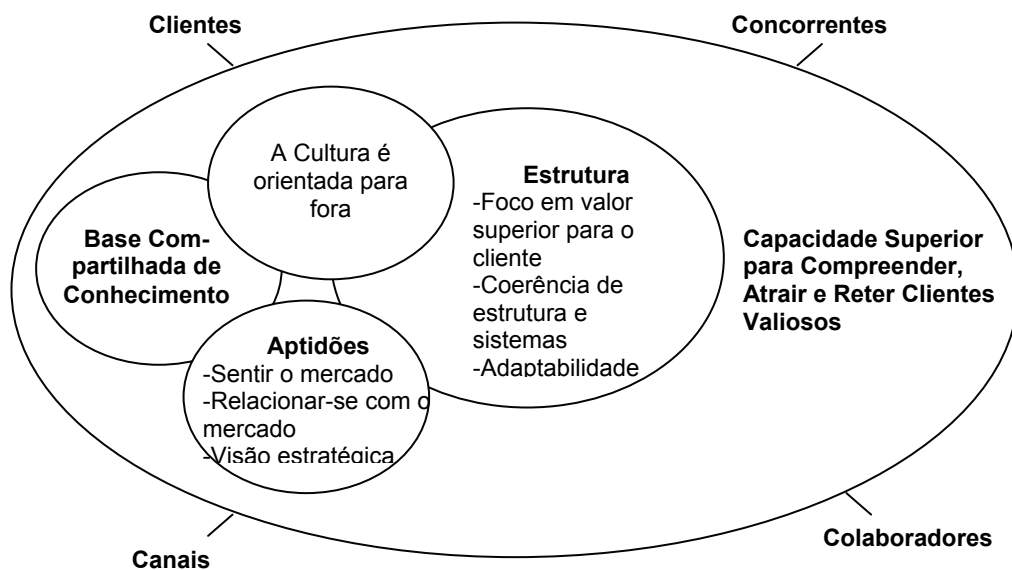 Clientes
Concorrentes
A Cultura é
orientada para
fora
Estrutura
-Foco em valor
superior para o
cliente
-Coerência de
estrutura e
sistemas
-Adaptabilidade
Base Com-
partilhada de
Conhecimento
Capacidade Superior
para Compreender,
Atrair e Reter Clientes
Valiosos
Aptidões
-Sentir o mercado
-Relacionar-se com o
mercado
-Visão estratégica
Canais
Colaboradores